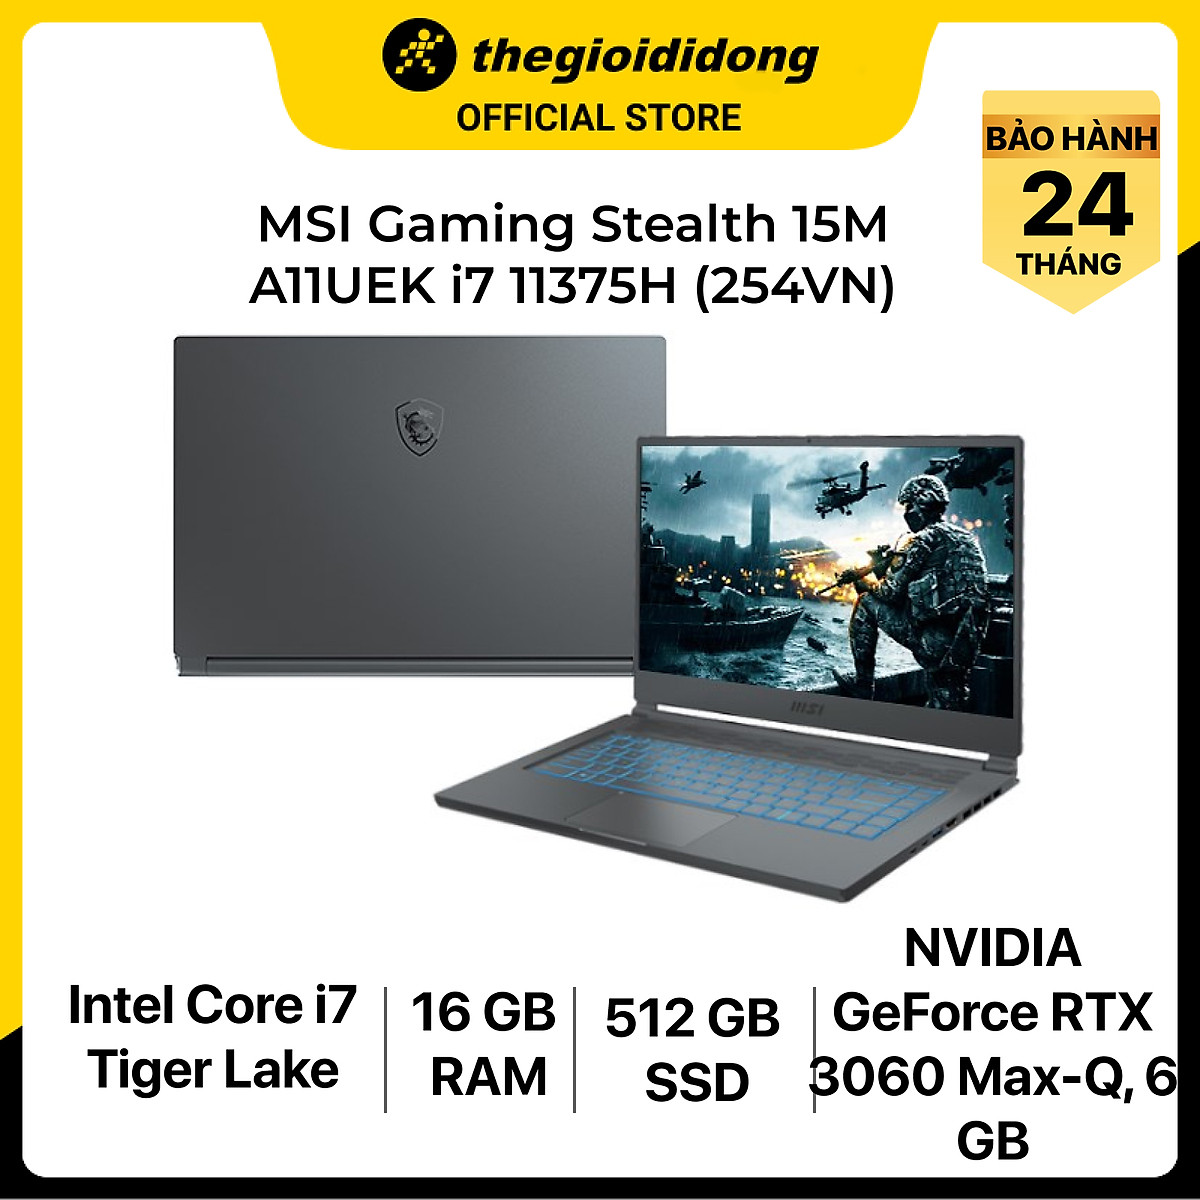 thegioididong
OFFICIAL STORE
BẢO HÀNH
24
THÁNG
MSI Gaming Stealth 15M
A11UEK i7 11375H (254VN)
msi
Intel Core i7
Tiger Lake
16 GB
RAM
512 GB
SSD
NVIDIA
GeForce RTX
3060 Max-Q, 6
GB